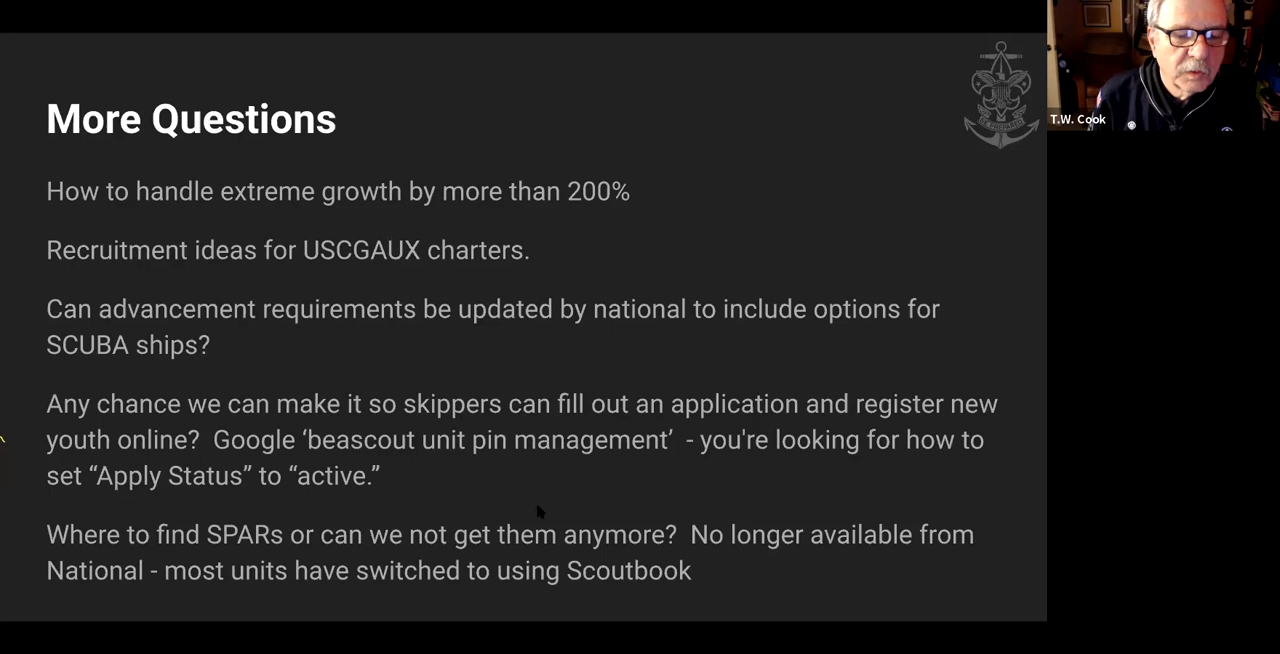 More Questions
How to handle extreme growth by more than 200%
Recruitment ideas for USCGAUX charters.
Can advancement requirements be updated by national to include options for
SCUBA ships?
Any chance we can make it so skippers can fill out an application and register new
youth online?  Google ‘beascout unit pin management’  - you're looking for how to
set “Apply Status” to “active.”
Where to find SPARs or can we not get them anymore?  No longer available from
National - most units have switched to using Scoutbook
BE PREPARED
T.W. Cook